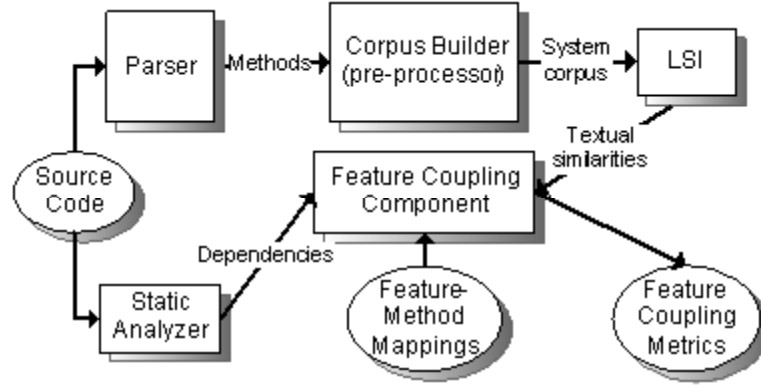 Parser
Methods
Corpus Builder
(pre-processor)
System
corpus
LSI
Textual
similarities
Source
Code
Feature Coupling
Component
Dependencies
Static
Analyzer
Feature-
Method
Mappings
Feature
Coupling
Metrics